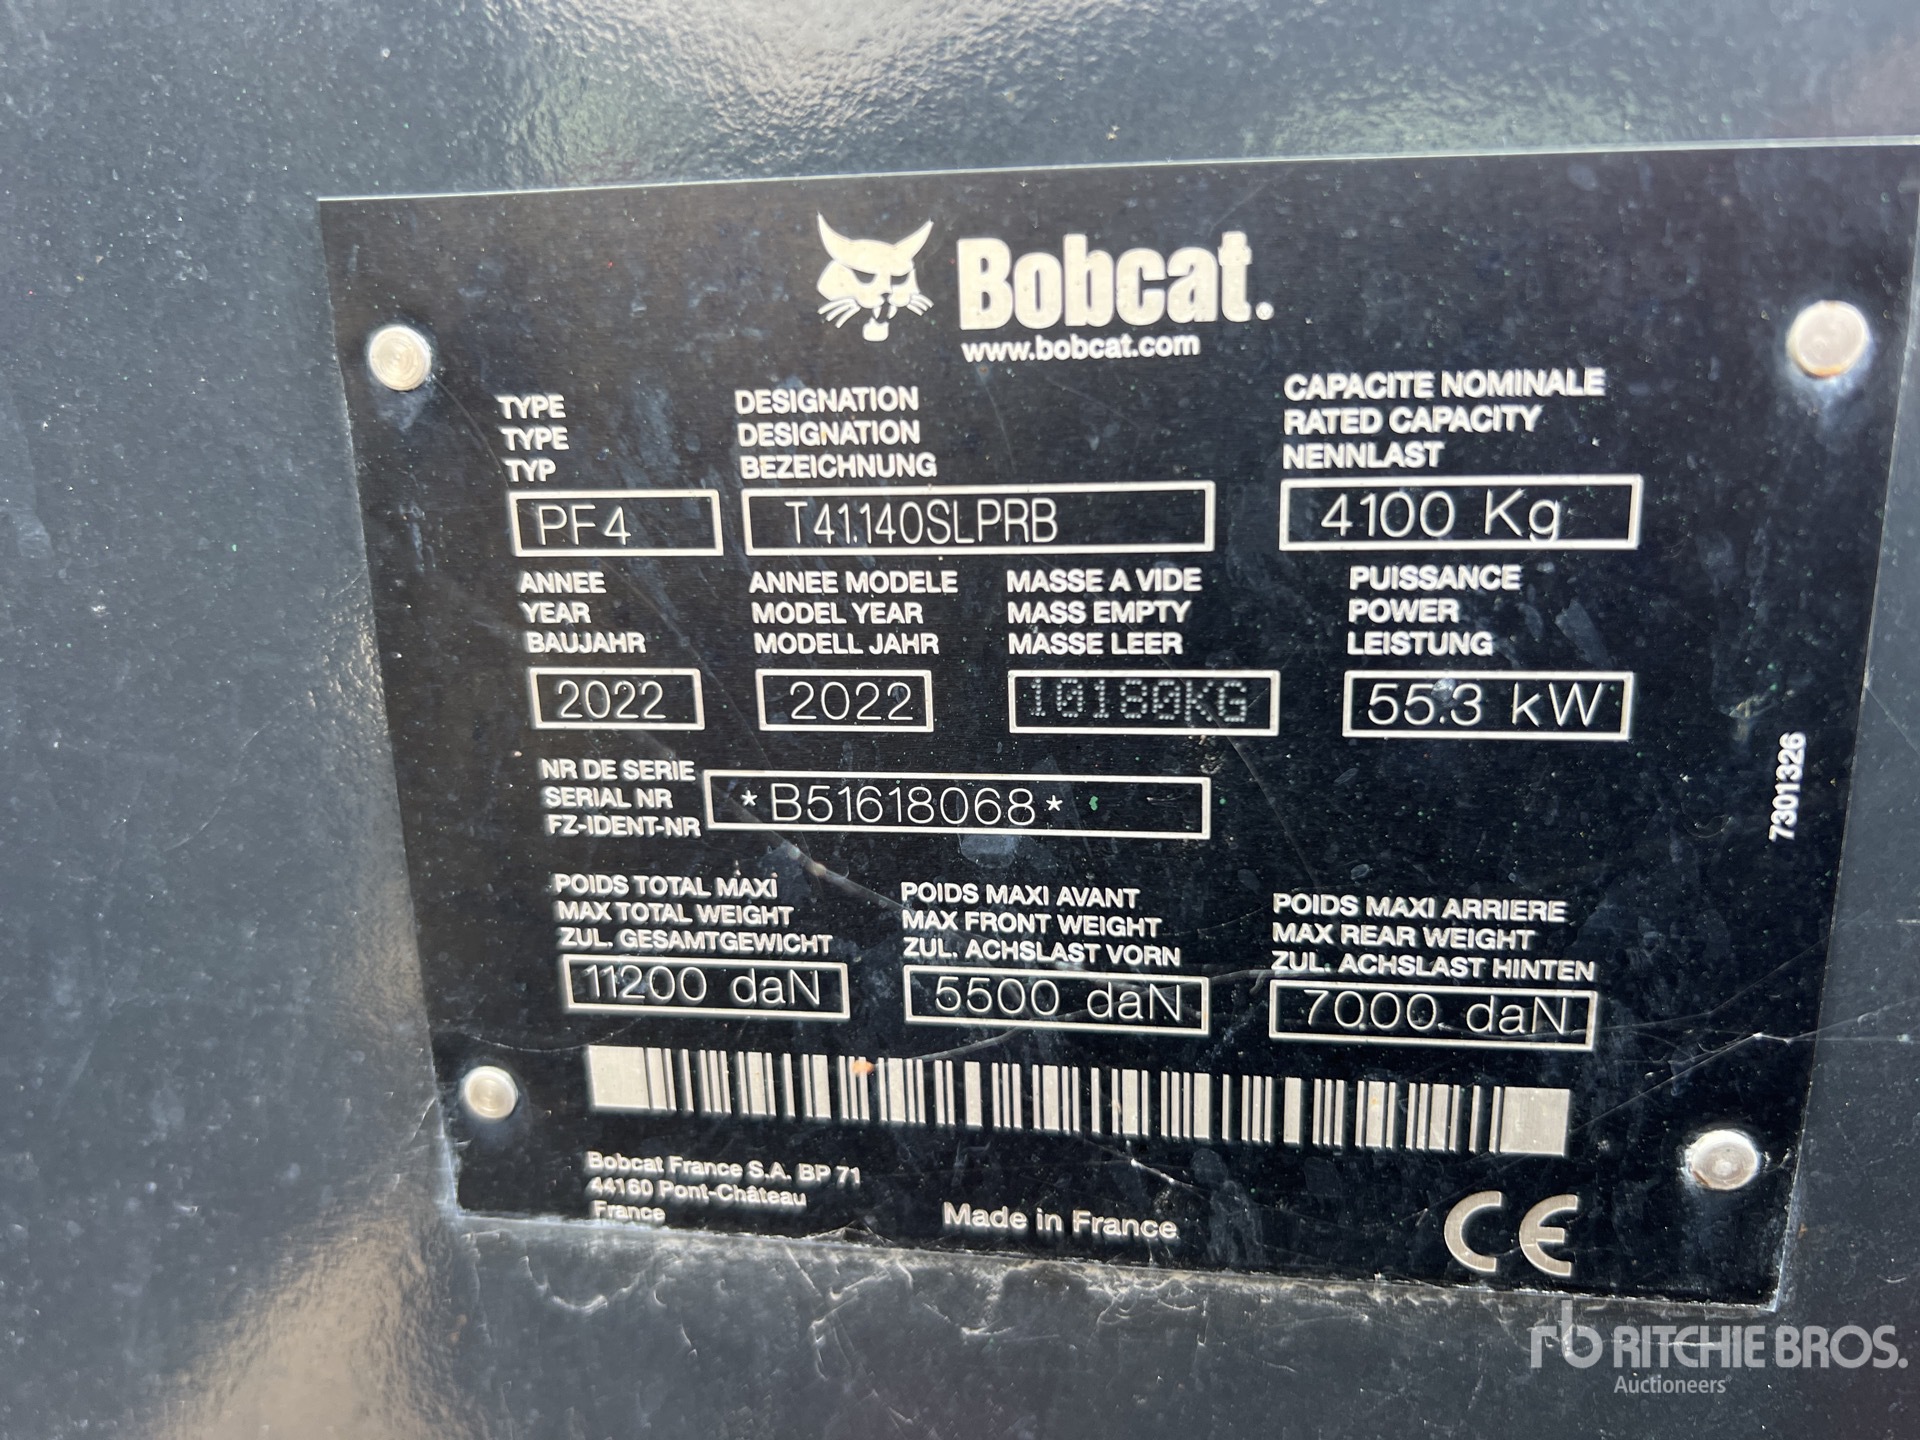 Bobcat.
www.bobcat.com
TYPE
TYPE
TYP
PF4
DESIGNATION
DESIGNATION
BEZEICHNUNG
T41.140SLPRB
CAPACITE NOMINALE
RATED CAPACITY
NENNLAST
4100 Kg
ANNEE
YEAR
BAUJAHR
2022
ANNEE MODELE
MODEL YEAR
MODELL JAHR
2022
MASSE A VIDE
MASS EMPTY
MASSE LEER
10180KG
PUISSANCE
POWER
LEISTUNG
55.3 kW
NR DE SERIE
SERIAL NR
FZ-IDENT-NR
*B51618068*
7301326
POIDS TOTAL MAXI
MAX TOTAL WEIGHT
ZUL. GESAMTGEWICHT
11200 daN
POIDS MAXI AVANT
MAX FRONT WEIGHT
ZUL. ACHSLAST VORN
5500 daN
POIDS MAXI ARRIERE
MAX REAR WEIGHT
ZUL. ACHSLAST HINTEN
7000 daN
Bobcat France S.A. BP 71
44160 Pont-Château
France
Made in France
CE
rb RITCHIE BROS.
Auctioneers